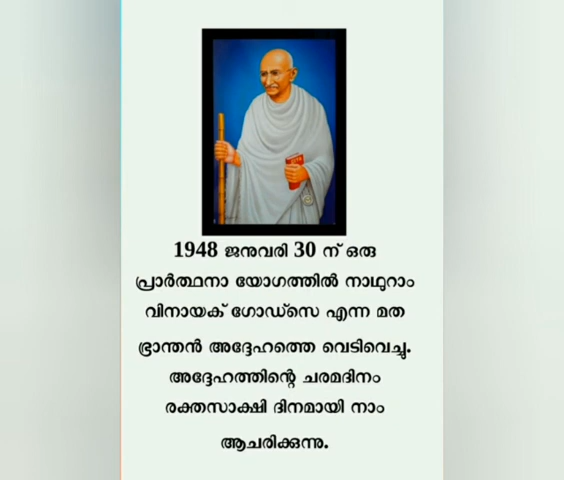 1948 ജനുവരി 30 ന് ഒരു
പ്രാർത്ഥനാ യോഗത്തിൽ നാഥുറാം
വിനായക് ഗോഡ്സെ എന്ന മത
ഭ്രാന്തൻ അദ്ദേഹത്തെ വെടിവെച്ചു.
അദ്ദേഹത്തിന്റെ ചരമദിനം
രക്തസാക്ഷി ദിനമായി നാം
ആചരിക്കുന്നു.